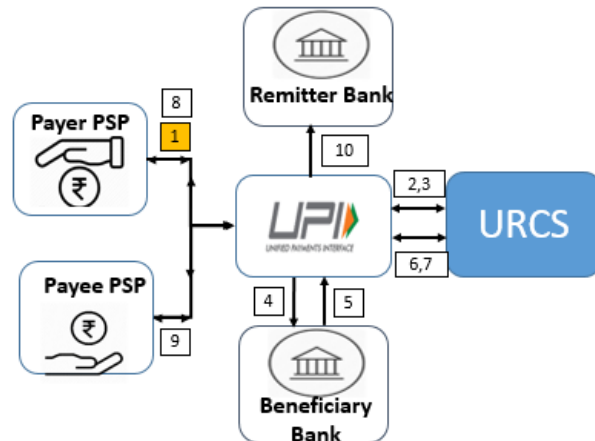 Remitter Bank
8
1
Payer PSP
₹
10
UPI
UNIFIED PAYMENTS INTERFACE
2,3
6,7
URCS
Payee PSP
₹
9
4
5
Beneficiary
Bank